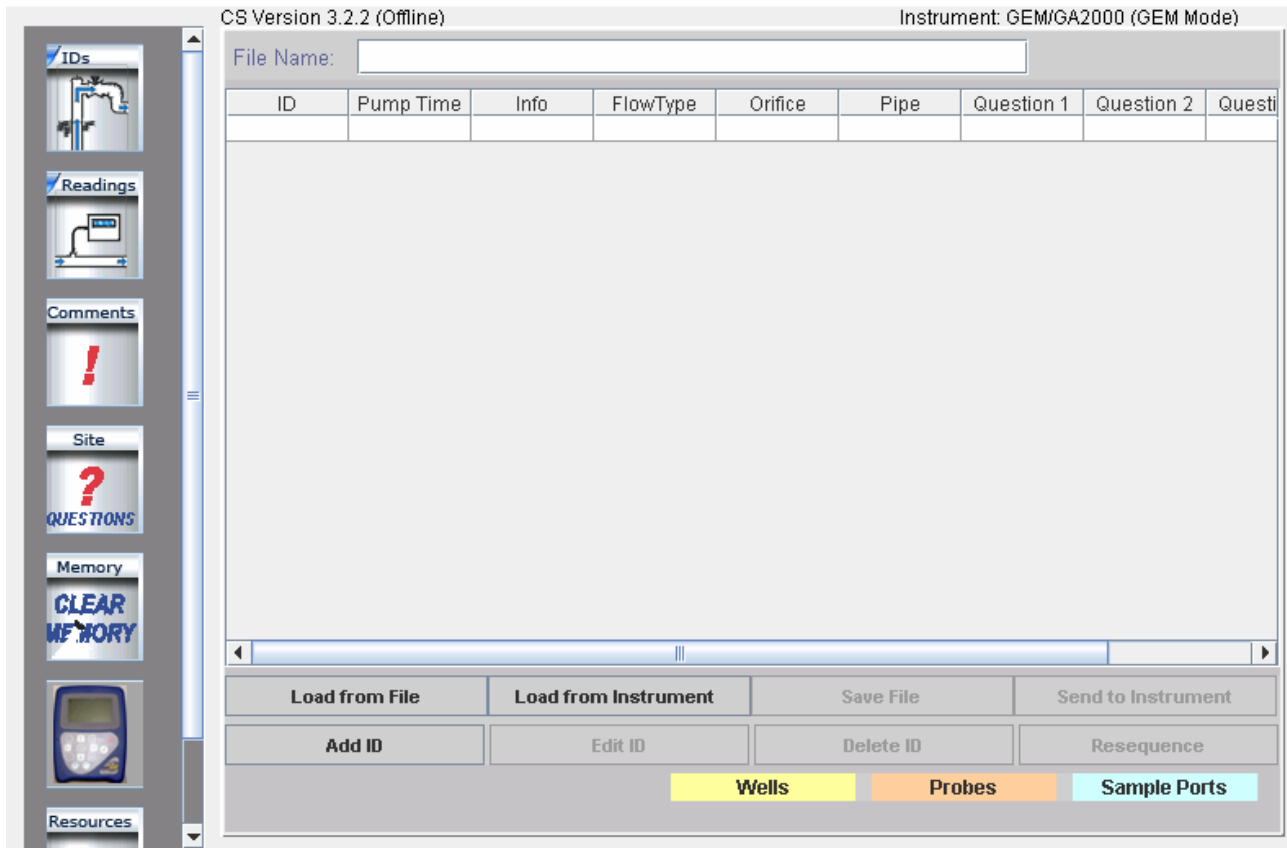 CS Version 3.2.2 (Offline) Instrument: GEM/GA2000 (GEM Mode)
IDs
File Name:
ID Pump Time Info FlowType Orifice Pipe Question 1 Question 2 Questi
Readings
Comments
!
Site
?
QUESTIONS
Memory
CLEAR
MEMORY
Load from File Load from Instrument Save File Send to Instrument
Add ID Edit ID Delete ID Resequence
Wells Probes Sample Ports
Resources